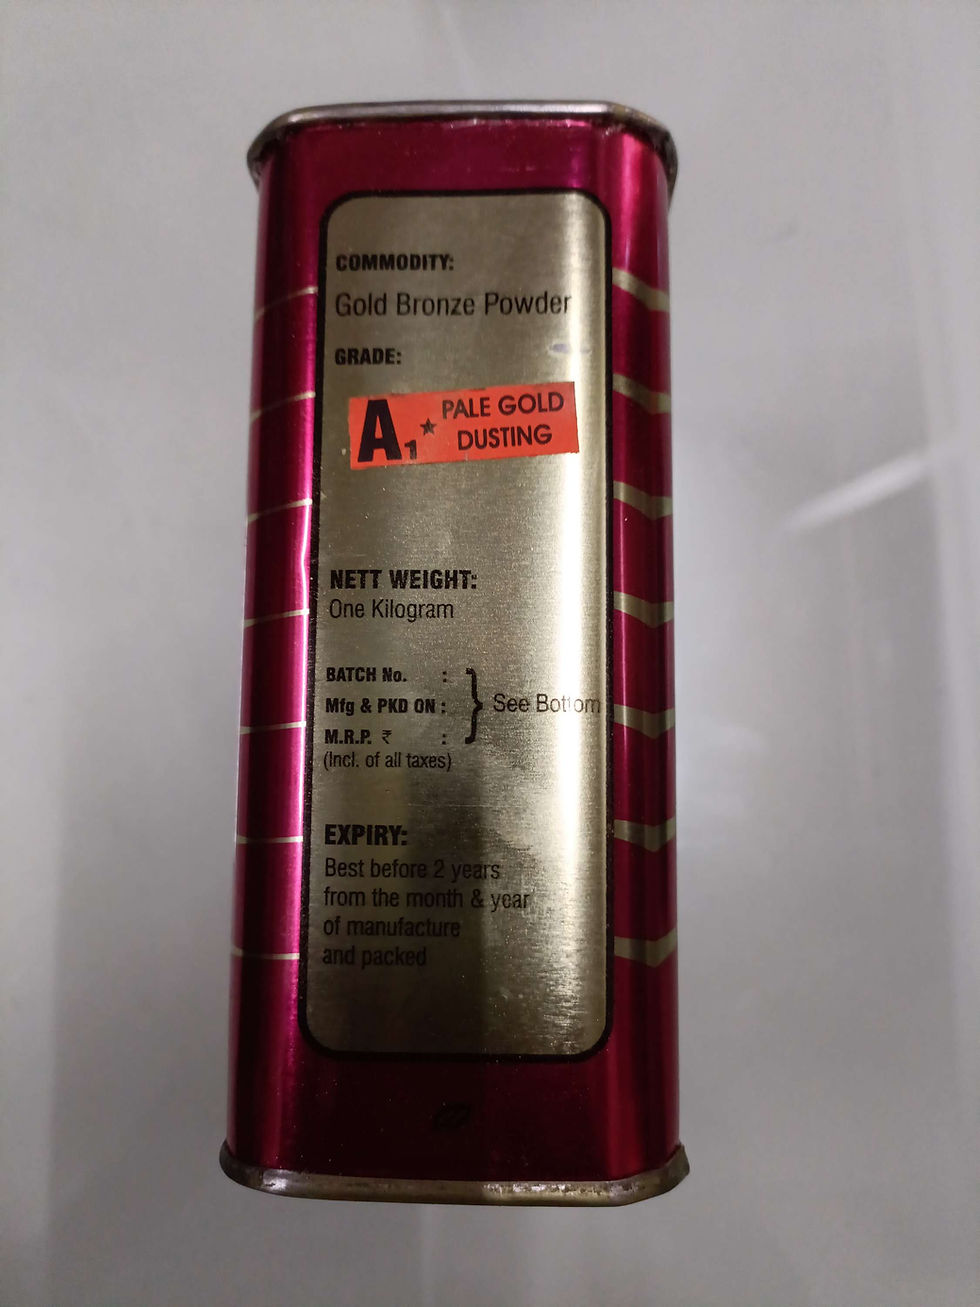 COMMODITY:
Gold Bronze Powder
GRADE:
A1★ PALE GOLD
DUSTING
NETT WEIGHT:
One Kilogram
BATCH No. :
Mfg & PKD ON : } See Bottom
M.R.P. ₹ :
(Incl. of all taxes)
EXPIRY:
Best before 2 years
from the month & year
of manufacture
and packed